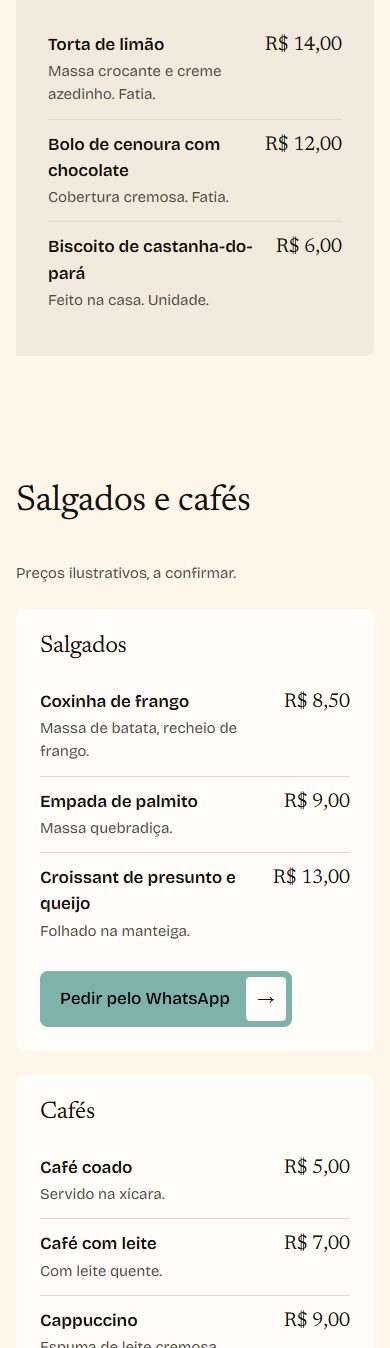 Torta de limão
R$ 14,00
Massa crocante e creme
azedinho. Fatia.
Bolo de cenoura com
chocolate
R$ 12,00
Cobertura cremosa. Fatia.
Biscoito de castanha-do-
pará
R$ 6,00
Feito na casa. Unidade.
Salgados e cafés
Preços ilustrativos, a confirmar.
Salgados
Coxinha de frango
R$ 8,50
Massa de batata, recheio de
frango.
Empada de palmito
R$ 9,00
Massa quebradiça.
Croissant de presunto e
queijo
R$ 13,00
Folhado na manteiga.
Pedir pelo WhatsApp →
Cafés
Café coado
R$ 5,00
Servido na xícara.
Café com leite
R$ 7,00
Com leite quente.
Cappuccino
R$ 9,00
Espuma de leite cremosa.